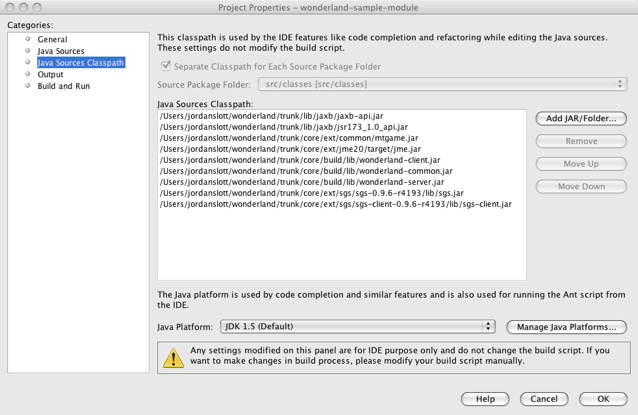 Project Properties – wonderland-sample-module
Categories:
General
Java Sources
Java Sources Classpath
Output
Build and Run
This classpath is used by the IDE features like code completion and refactoring while editing the Java sources.
These settings do not modify the build script.
Separate Classpath for Each Source Package Folder
Source Package Folder: src/classes [src/classes]
Java Sources Classpath:
/Users/jordanslott/wonderland/trunk/lib/jaxb/jaxb-api.jar
/Users/jordanslott/wonderland/trunk/lib/jaxb/jsr173_1.0_api.jar
/Users/jordanslott/wonderland/trunk/core/ext/common/mtgame.jar
/Users/jordanslott/wonderland/trunk/core/ext/jme20/target/jme.jar
/Users/jordanslott/wonderland/trunk/core/build/lib/wonderland-client.jar
/Users/jordanslott/wonderland/trunk/core/build/lib/wonderland-common.jar
/Users/jordanslott/wonderland/trunk/core/build/lib/wonderland-server.jar
/Users/jordanslott/wonderland/trunk/core/ext/sgs/sgs-0.9.6-r4193/lib/sgs.jar
/Users/jordanslott/wonderland/trunk/core/ext/sgs/sgs-client-0.9.6-r4193/lib/sgs-client.jar
Add JAR/Folder...
Remove
Move Up
Move Down
The Java platform is used by code completion and similar features and is also used for running the Ant script from
the IDE.
Java Platform: JDK 1.5 (Default) Manage Java Platforms...
Any settings modified on this panel are for IDE purpose only and do not change the build script. If you
want to make changes in build process, please modify your build script manually.
Help Cancel OK